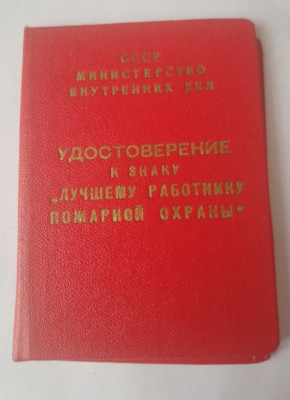 СССР
МИНИСТЕРСТВО
ВНУТРЕННИХ ДЕЛ
УДОСТОВЕРЕНИЕ
К ЗНАКУ
„ЛУЧШЕМУ РАБОТНИКУ
ПОЖАРНОЙ ОХРАНЫ“